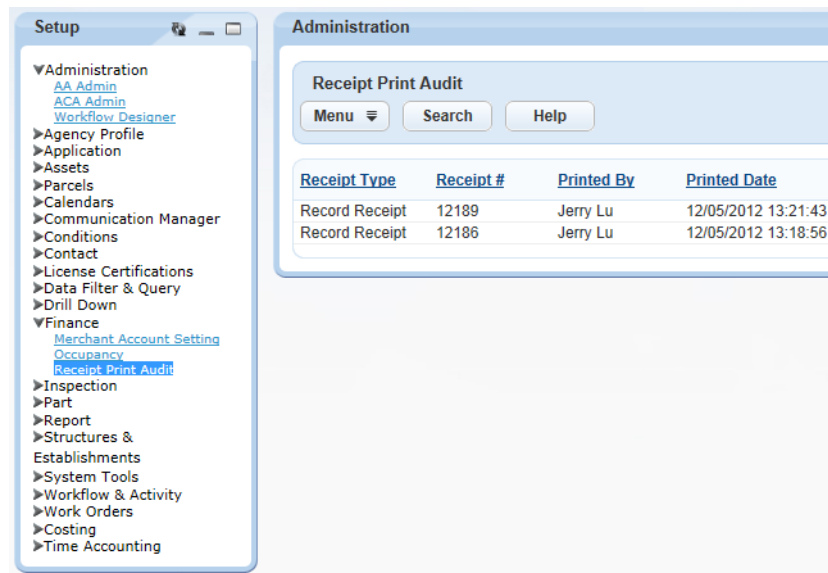 Setup
Administration
AA Admin
ACA Admin
Workflow Designer
Agency Profile
Application
Assets
Parcels
Calendars
Communication Manager
Conditions
Contact
License Certifications
Data Filter & Query
Drill Down
Finance
Merchant Account Setting
Occupancy
Receipt Print Audit
Inspection
Part
Report
Structures &
Establishments
System Tools
Workflow & Activity
Work Orders
Costing
Time Accounting
Administration
Receipt Print Audit
Menu Search Help
Receipt Type Receipt # Printed By Printed Date
Record Receipt 12189 Jerry Lu 12/05/2012 13:21:43
Record Receipt 12186 Jerry Lu 12/05/2012 13:18:56